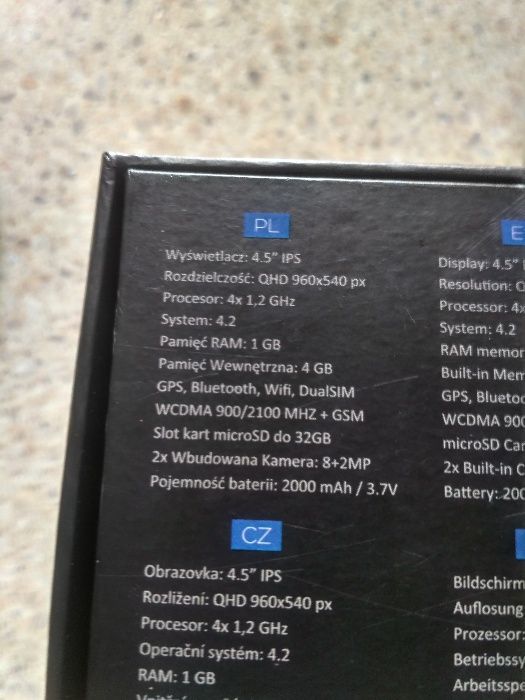 PL
Wyświetlacz: 4.5” IPS
Rozdzielczość: QHD 960x540 px
Procesor: 4x 1,2 GHz
System: 4.2
Pamięć RAM: 1 GB
Pamięć Wewnętrzna: 4 GB
GPS, Bluetooth, Wifi, DualSIM
WCDMA 900/2100 MHZ + GSM
Slot kart microSD do 32GB
2x Wbudowana Kamera: 8+2MP
Pojemność baterii: 2000 mAh / 3.7V
CZ
Obrazovka: 4.5” IPS
Rozližení: QHD 960x540 px
Procesor: 4x 1,2 GHz
Operační systém: 4.2
RAM: 1 GB
E
Display: 4.5”
Resolution: Q
Processor: 4x
System: 4.2
RAM memor
Built-in Mem
GPS, Bluetoo
WCDMA 900
microSD Car
2x Built-in C
Battery: 200
Bildschirm
Auflosung
Prozessor:
Betriebssy
Arbeitsspe